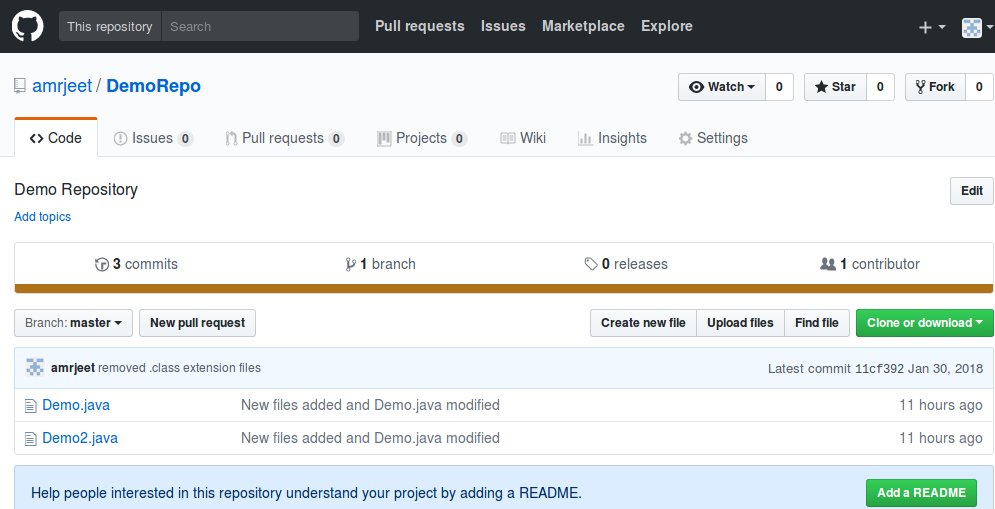 This repository Search Pull requests Issues Marketplace Explore
amrjeet / DemoRepo Watch 0 Star 0 Fork 0
Code Issues 0 Pull requests 0 Projects 0 Wiki Insights Settings
Demo Repository Edit
Add topics
3 commits 1 branch 0 releases 1 contributor
Branch: master New pull request Create new file Upload files Find file Clone or download
amrjeet removed .class extension files Latest commit 11cf392 Jan 30, 2018
Demo.java New files added and Demo.java modified 11 hours ago
Demo2.java New files added and Demo.java modified 11 hours ago
Help people interested in this repository understand your project by adding a README. Add a README